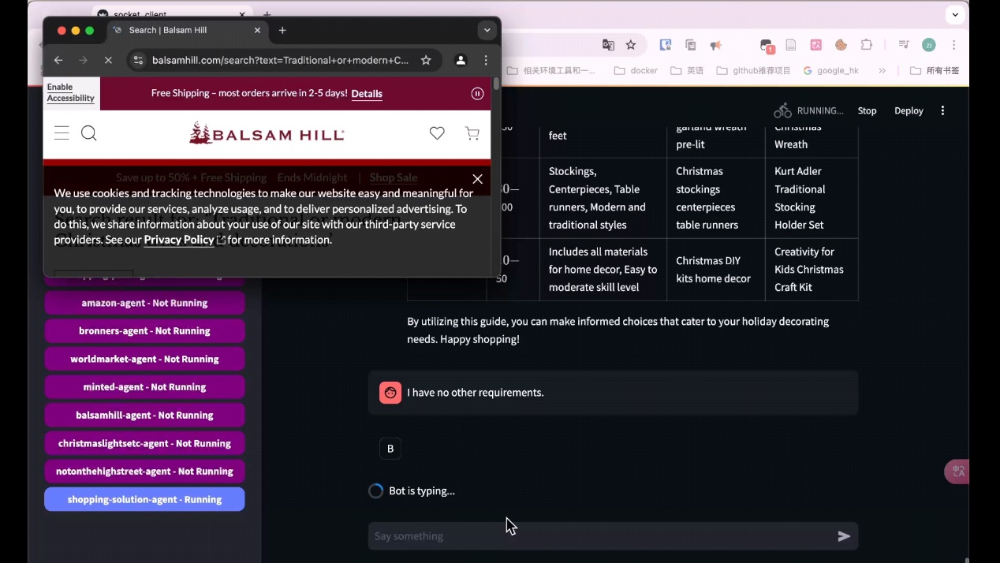 socket_client
Search | Balsam Hill
balsamhill.com/search?text=Traditional+or+modern+C...
1
zi
相关环境工具和一...
docker
英语
github推荐项目
google_hk
所有书签
Enable
Accessibility
Free Shipping – most orders arrive in 2-5 days! Details
BALSAM HILL
Save up to 50% + Free Shipping Ends Midnight | Shop Sale
We use cookies and tracking technologies to make our website easy and meaningful for
you, to provide our services, analyze usage, and to deliver personalized advertising. To
do this, we share information about your use of our site with our third-party service
providers. See our Privacy Policy for more information.
RUNNING...
Stop
Deploy
feet
garland wreath
pre-lit
Christmas
Wreath
00
Stockings,
Centerpieces, Table
runners, Modern and
traditional styles
Christmas
stockings
centerpieces
table runners
Kurt Adler
Traditional
Stocking
Holder Set
0—
50
Includes all materials
for home decor, Easy to
moderate skill level
Christmas DIY
kits home decor
Creativity for
Kids Christmas
Craft Kit
By utilizing this guide, you can make informed choices that cater to your holiday decorating
needs. Happy shopping!
I have no other requirements.
B
Bot is typing...
Say something
amazon-agent - Not Running
bronners-agent - Not Running
worldmarket-agent - Not Running
minted-agent - Not Running
balsamhill-agent - Not Running
christmaslightsetc-agent - Not Running
notonthehighstreet-agent - Not Running
shopping-solution-agent - Running